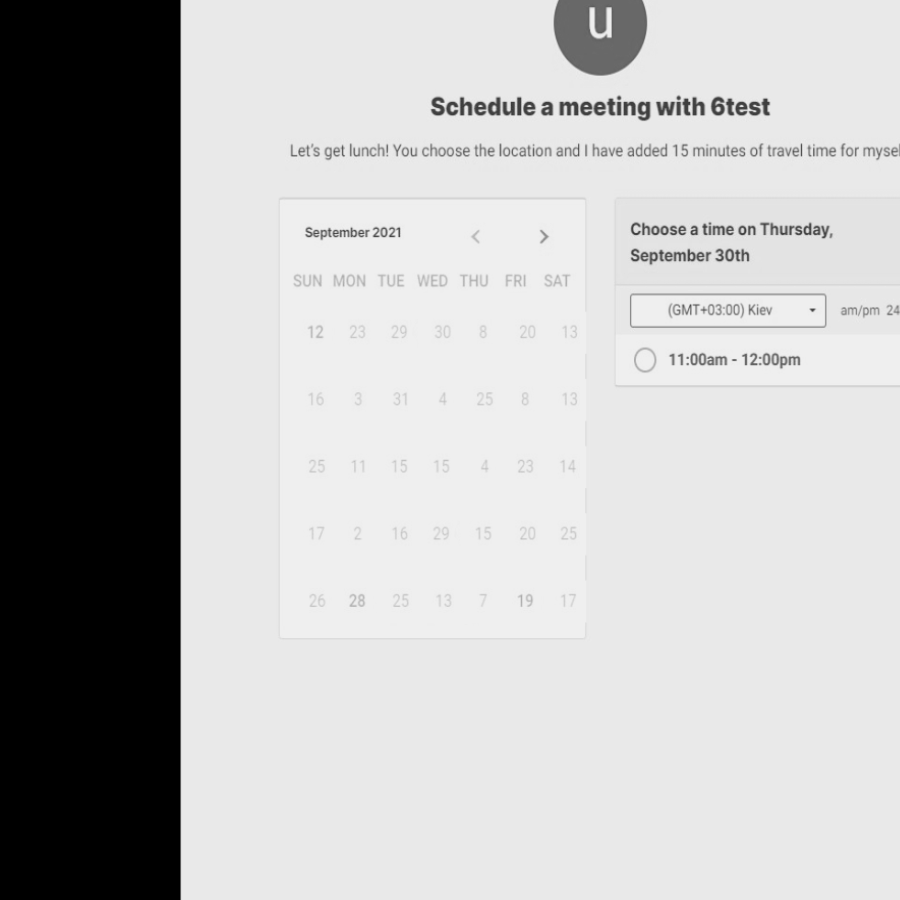 u
Schedule a meeting with 6test
Let's get lunch! You choose the location and I have added 15 minutes of travel time for mysel
September 2021
SUN MON TUE WED THU FRI SAT
12 23 29 30 8 20 13
16 3 31 4 25 8 13
25 11 15 15 4 23 14
17 2 16 29 15 20 25
26 28 25 13 7 19 17
Choose a time on Thursday,
September 30th
(GMT+03:00) Kiev am/pm 24
11:00am - 12:00pm